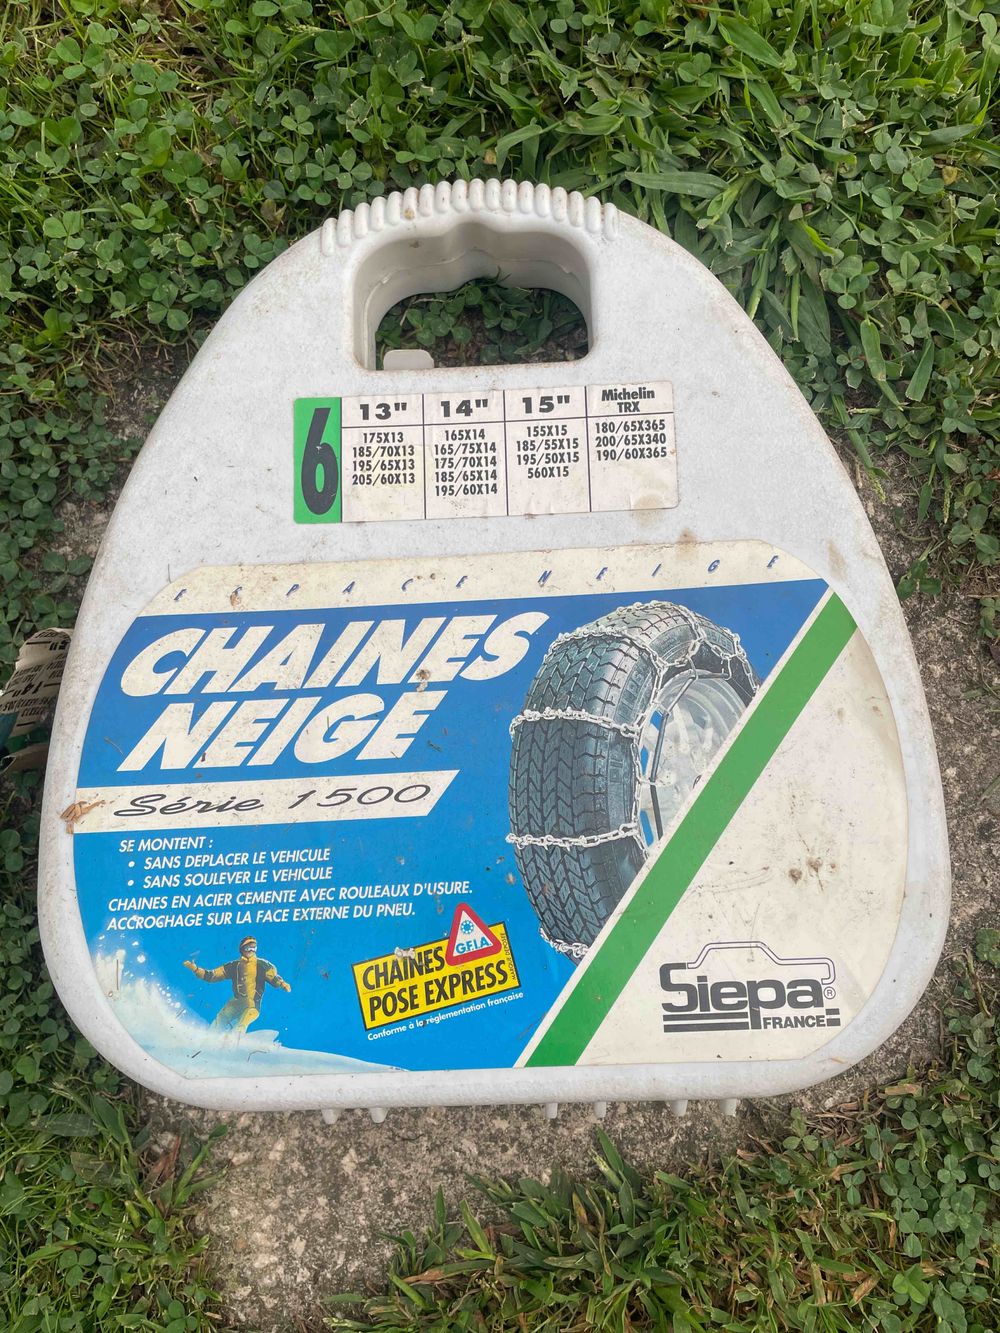 6
13"
175X13
185/70X13
195/65X13
205/60X13
14"
165X14
165/75X14
175/70X14
185/65X14
195/60X14
15"
155X15
185/55X15
195/50X15
560X15
Michelin
TRX
180/65X365
200/65X340
190/60X365
ESPACE NEIGE
CHAINES
NEIGE
Série 1500
SE MONTENT :
• SANS DEPLACER LE VEHICULE
• SANS SOULEVER LE VEHICULE
CHAINES EN ACIER CEMENTE AVEC ROULEAUX D'USURE.
ACCROGHAGE SUR LA FACE EXTERNE DU PNEU.
G.F.I.A.
CHAINES
POSE EXPRESS
MARQUE DEPOSEE
Conforme à la réglementation française
Siepa®
FRANCE